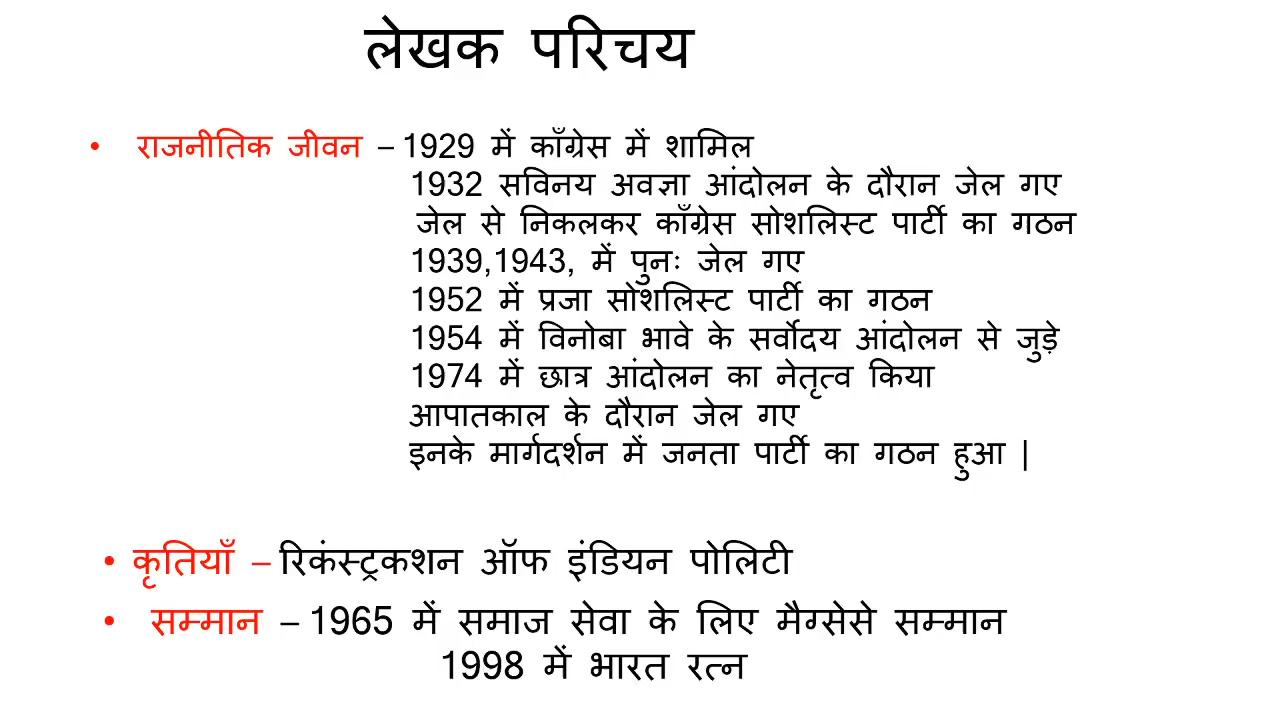 लेखक परिचय
• राजनीतिक जीवन – 1929 में काँग्रेस में शामिल
1932 सविनय अवज्ञा आंदोलन के दौरान जेल गए
जेल से निकलकर काँग्रेस सोशलिस्ट पार्टी का गठन
1939,1943, में पुनः जेल गए
1952 में प्रजा सोशलिस्ट पार्टी का गठन
1954 में विनोबा भावे के सर्वोदय आंदोलन से जुड़े
1974 में छात्र आंदोलन का नेतृत्व किया
आपातकाल के दौरान जेल गए
इनके मार्गदर्शन में जनता पार्टी का गठन हुआ |
• कृतियाँ – रिकंस्ट्रकशन ऑफ इंडियन पोलिटी
• सम्मान – 1965 में समाज सेवा के लिए मैग्सेसे सम्मान
1998 में भारत रत्न